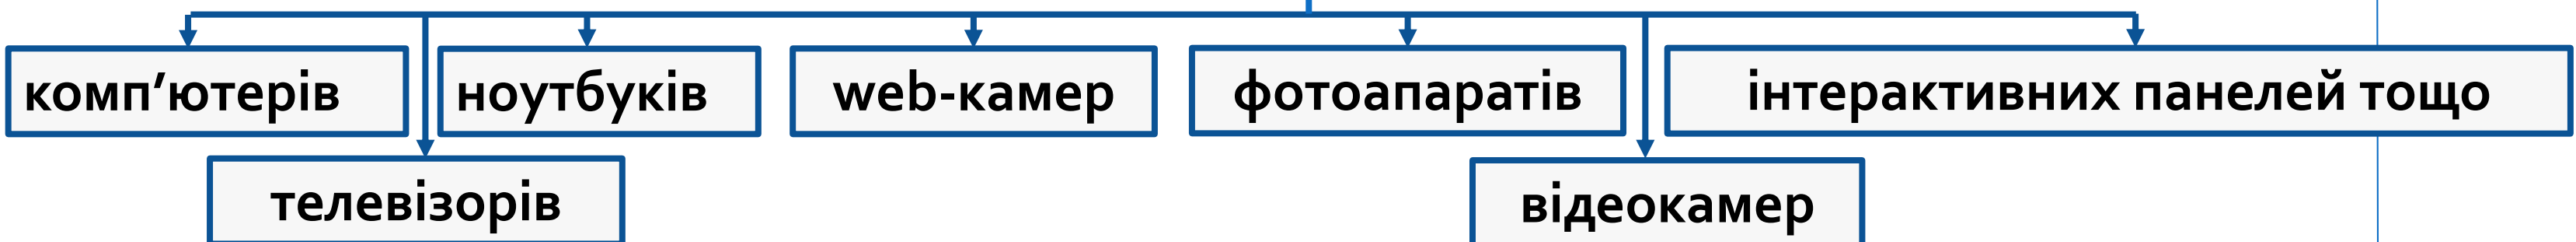 комп’ютерів
ноутбуків
web-камер
фотоапаратів
інтерактивних панелей тощо
телевізорів
відеокамер